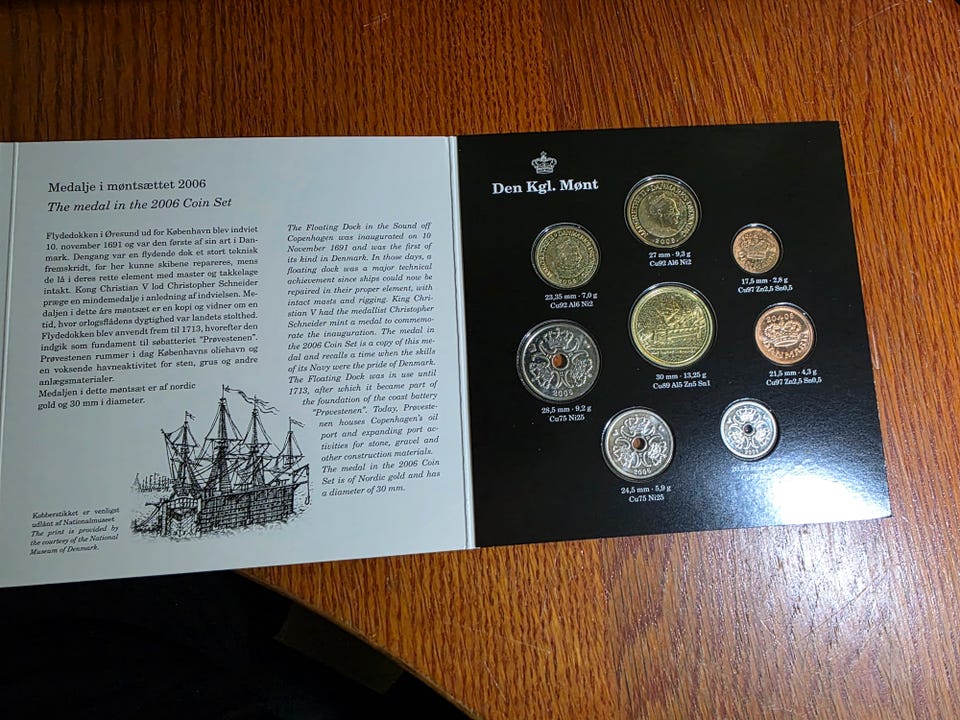 Medalje i møntsættet 2006
The medal in the 2006 Coin Set
Flydedokken i Øresund ud for København blev indviet
10. november 1691 og var den første af sin art i Dan-
mark. Dengang var en flydende dok et stort teknisk
fremskridt, for her kunne skibene repareres, mens
de lå i deres rette element med master og takkelage
intakt. Kong Christian V lod Christopher Schneider
præge en mindemedalje i anledning af indvielsen. Me-
daljen i dette års møntsæt er en kopi og vidner om en
tid, hvor orlogsflådens dygtighed var landets stolthed.
Flydedokken blev anvendt frem til 1713, hvorefter den
indgik som fundament til søbatteriet "Prøvestenen".
Prøvestenen rummer i dag Københavns oliehavn og
en voksende havneaktivitet for sten, grus og andre
anlægsmaterialer.
Medaljen i dette møntsæt er af nordic
gold og 30 mm i diameter.
The Floating Dock in the Sound off
Copenhagen was inaugurated on 10
November 1691 and was the first of
its kind in Denmark. In those days, a
floating dock was a major technical
achievement since ships could now be
repaired in their proper element, with
intact masts and rigging. King Chri-
stian V had the medallist Christopher
Schneider mint a medal to commemo-
rate the inauguration. The medal in
the 2006 Coin Set is a copy of this me-
dal and recalls a time when the skills
of its Navy were the pride of Denmark.
The Floating Dock was in use until
1713, after which it became part of
the foundation of the coast battery
"Prøvestenen". Today, Prøveste-
nen houses Copenhagen's oil
port and expanding port ac-
tivities for stone, gravel and
other construction materials.
The medal in the 2006 Coin
Set is of Nordic gold and has
a diameter of 30 mm.
Kobberstikket er venligst
udlånt af Nationalmuseet
The print is provided by
the courtesy of the National
Museum of Denmark.
Den Kgl. Mønt
27 mm · 9,3 g
Cu92 Al6 Ni2
23,35 mm · 7,0 g
Cu92 Al6 Ni2
17,5 mm · 2,8 g
Cu97 Zn2,5 Sn0,5
30 mm · 13,25 g
Cu89 Al5 Zn5 Sn1
DANMARK
21,5 mm · 4,3 g
Cu97 Zn2,5 Sn0,5
2006
28,5 mm · 9,2 g
Cu75 Ni25
2006
24,5 mm · 5,9 g
Cu75 Ni25